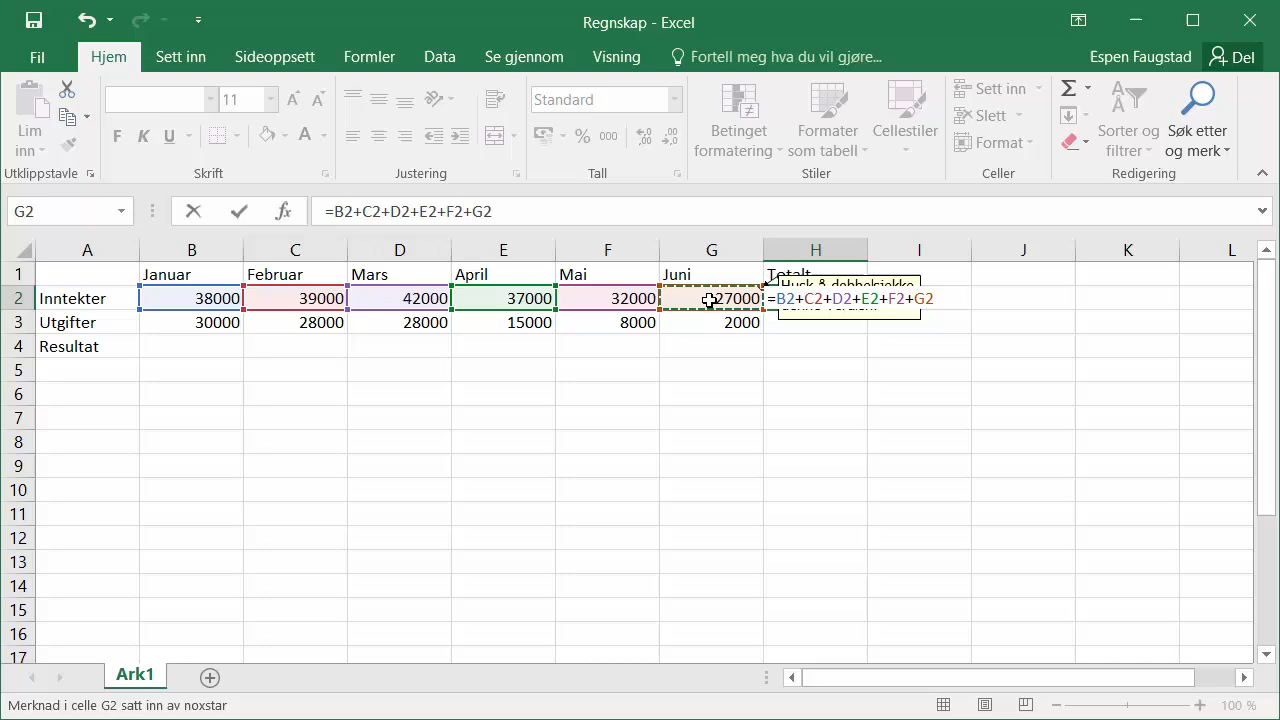 Regnskap - Excel
Fil Hjem Sett inn Sideoppsett Formler Data Se gjennom Visning Fortell meg hva du vil gjøre... Espen Faugstad Del
Lim inn
11
F K U
A
Standard
% 000
Betinget formatering
Formater som tabell
Cellestiler
Sett inn
Slett
Format
Σ
Sorter og filtrer
Søk etter og merk
Utklippstavle Skrift Justering Tall Stiler Celler Redigering
G2 fx =B2+C2+D2+E2+F2+G2
A B C D E F G H I J K L
1 Januar Februar Mars April Mai Juni Totalt
2 Inntekter 38000 39000 42000 37000 32000 27000 =B2+C2+D2+E2+F2+G2
3 Utgifter 30000 28000 28000 15000 8000 2000
4 Resultat
5
6
7
8
9
10
11
12
13
14
15
16
17
Ark1
Merknad i celle G2 satt inn av noxstar
100 %